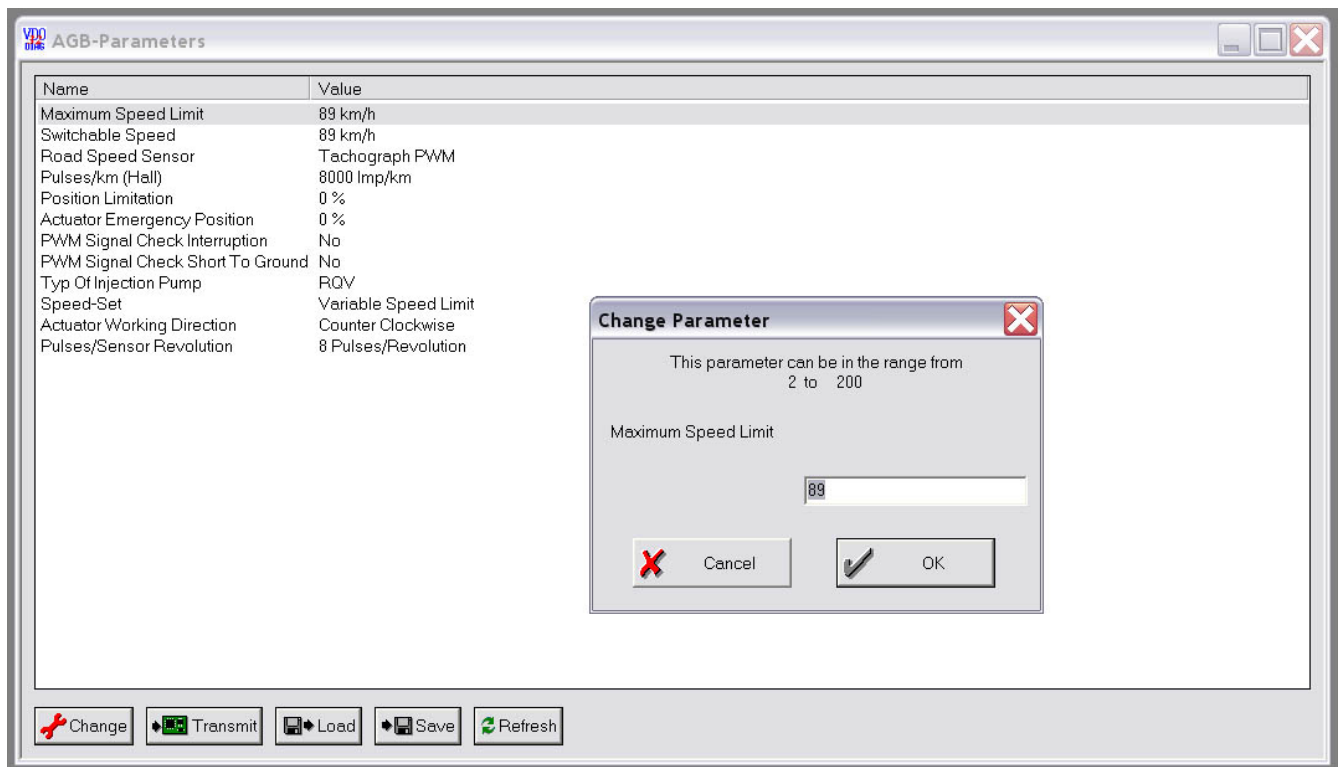 VDO
DIAG
AGB-Parameters
Name Value
Maximum Speed Limit 89 km/h
Switchable Speed 89 km/h
Road Speed Sensor Tachograph PWM
Pulses/km (Hall) 8000 Imp/km
Position Limitation 0 %
Actuator Emergency Position 0 %
PWM Signal Check Interruption No
PWM Signal Check Short To Ground No
Typ Of Injection Pump RQV
Speed-Set Variable Speed Limit
Actuator Working Direction Counter Clockwise
Pulses/Sensor Revolution 8 Pulses/Revolution
Change Parameter
This parameter can be in the range from
2 to 200
Maximum Speed Limit
89
Cancel OK
Change Transmit Load Save Refresh